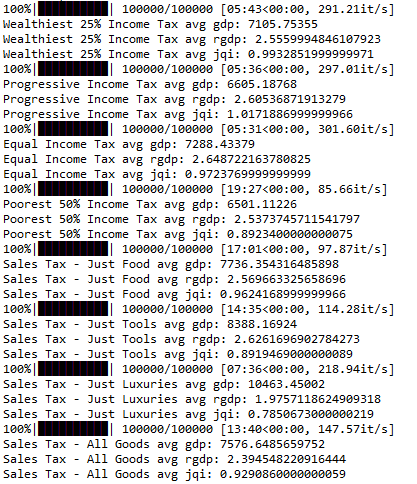 100%|██████████| 100000/100000 [05:43<00:00, 291.21it/s]
Wealthiest 25% Income Tax avg gdp: 7105.75355
Wealthiest 25% Income Tax avg rgdp: 2.5559994846107923
Wealthiest 25% Income Tax avg jqi: 0.9932851999999971
100%|██████████| 100000/100000 [05:36<00:00, 297.01it/s]
Progressive Income Tax avg gdp: 6605.18768
Progressive Income Tax avg rgdp: 2.60536871913279
Progressive Income Tax avg jqi: 1.0171886999999966
100%|██████████| 100000/100000 [05:31<00:00, 301.60it/s]
Equal Income Tax avg gdp: 7288.43379
Equal Income Tax avg rgdp: 2.648722163780825
Equal Income Tax avg jqi: 0.9723769999999999
100%|██████████| 100000/100000 [19:27<00:00, 85.66it/s]
Poorest 50% Income Tax avg gdp: 6501.11226
Poorest 50% Income Tax avg rgdp: 2.5373745711541797
Poorest 50% Income Tax avg jqi: 0.8923400000000075
100%|██████████| 100000/100000 [17:01<00:00, 97.87it/s]
Sales Tax - Just Food avg gdp: 7736.354316485898
Sales Tax - Just Food avg rgdp: 2.569663325658696
Sales Tax - Just Food avg jqi: 0.9624168999999966
100%|██████████| 100000/100000 [14:35<00:00, 114.28it/s]
Sales Tax - Just Tools avg gdp: 8388.16924
Sales Tax - Just Tools avg rgdp: 2.6261696902784273
Sales Tax - Just Tools avg jqi: 0.8919469000000089
100%|██████████| 100000/100000 [07:36<00:00, 218.94it/s]
Sales Tax - Just Luxuries avg gdp: 10463.45002
Sales Tax - Just Luxuries avg rgdp: 1.9757118624909318
Sales Tax - Just Luxuries avg jqi: 0.7850673000000219
100%|██████████| 100000/100000 [13:40<00:00, 147.57it/s]
Sales Tax - All Goods avg gdp: 7576.6485659752
Sales Tax - All Goods avg rgdp: 2.394548220916444
Sales Tax - All Goods avg jqi: 0.9290860000000059